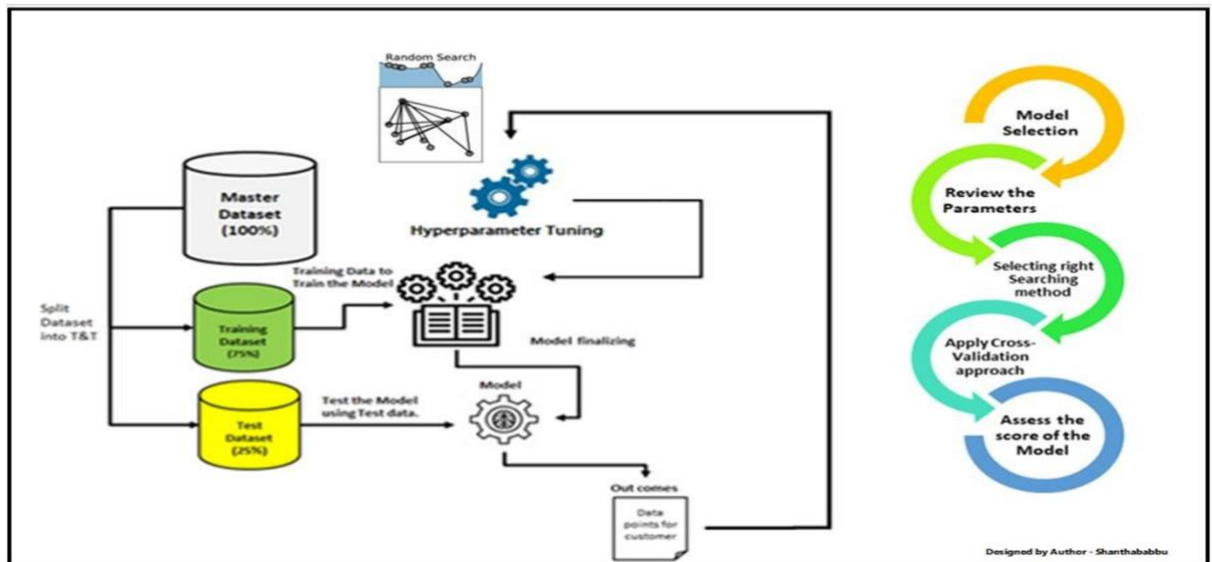 Random Search
Master
Dataset
(100%)
Hyperparameter Tuning
Training Data to
Train the Model
Split
Dataset
into T&T
Training
Dataset
(75%)
Model finalizing
Model
Test the Model
using Test data.
Test
Dataset
(25%)
Out comes
Data
points for
customer
Model
Selection
Review the
Parameters
Selecting right
Searching
method
Apply Cross-
Validation
approach
Assess the
score of the
Model
Designed by Author - Shanthababbu